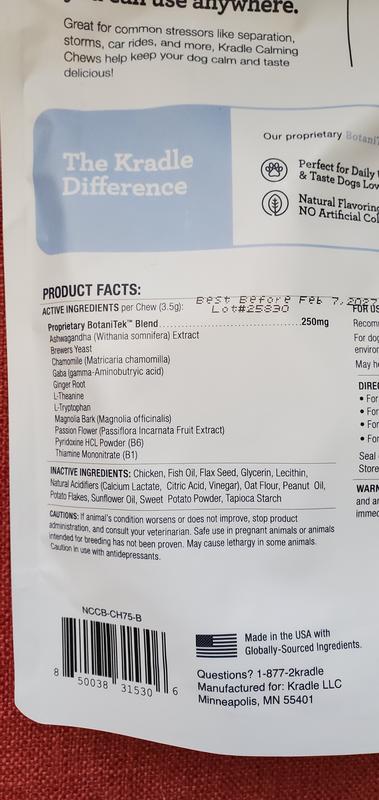 you can use anywhere.
Great for common stressors like separation,
storms, car rides, and more, Kradle Calming
Chews help keep your dog calm and taste
delicious!
The Kradle
Difference
Our proprietary BotaniT
Perfect for Daily
& Taste Dogs Lov
Natural Flavoring
NO Artificial Col
PRODUCT FACTS:
ACTIVE INGREDIENTS per Chew (3.5g):
Best Before Feb 7, 2027
Lot#25830
Proprietary BotaniTek™ Blend..............................250mg
Ashwagandha (Withania somnifera) Extract
Brewers Yeast
Chamomile (Matricaria chamomilla)
Gaba (gamma-Aminobutryic acid)
Ginger Root
L-Theanine
L-Tryptophan
Magnolia Bark (Magnolia officinalis)
Passion Flower (Passiflora Incarnata Fruit Extract)
Pyridoxine HCL Powder (B6)
Thiamine Mononitrate (B1)
INACTIVE INGREDIENTS: Chicken, Fish Oil, Flax Seed, Glycerin, Lecithin,
Natural Acidifiers (Calcium Lactate, Citric Acid, Vinegar), Oat Flour, Peanut Oil,
Potato Flakes, Sunflower Oil, Sweet Potato Powder, Tapioca Starch
CAUTIONS: If animal's condition worsens or does not improve, stop product
administration, and consult your veterinarian. Safe use in pregnant animals or animals
intended for breeding has not been proven. May cause lethargy in some animals.
Caution in use with antidepressants.
FOR US
Recom
For dog
enviror
May he
DIREC
• For
• For
• For
• For
Seal
Store
WARN
and ar
immed
NCCB-CH75-B
8 50038 31530 6
Made in the USA with
Globally-Sourced Ingredients.
Questions? 1-877-2kradle
Manufactured for: Kradle LLC
Minneapolis, MN 55401